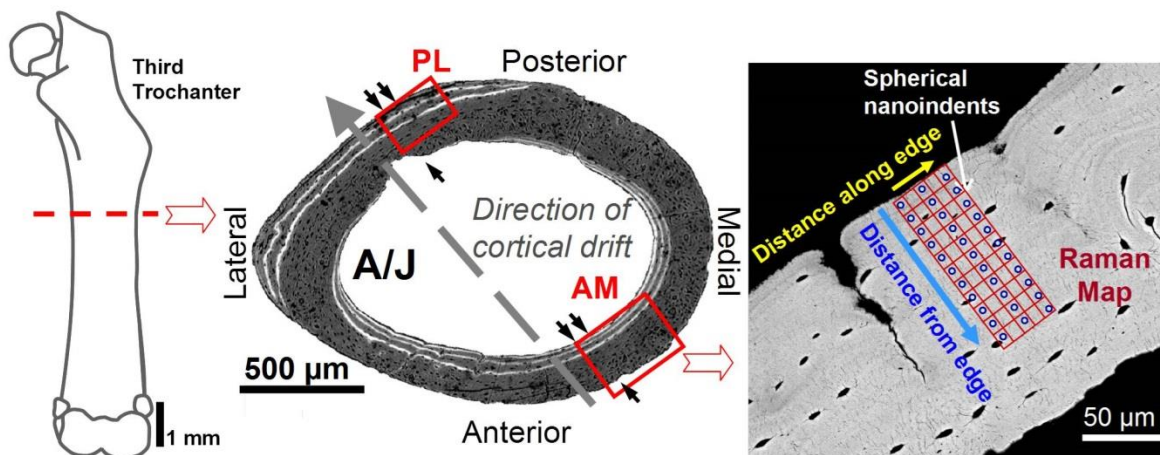 Third
Trochanter
1 mm
PL
Posterior
Lateral
A/J
Direction of
cortical drift
Medial
AM
500 µm
Anterior
Spherical
nanoindents
Distance along edge
Distance from edge
Raman
Map
50 µm